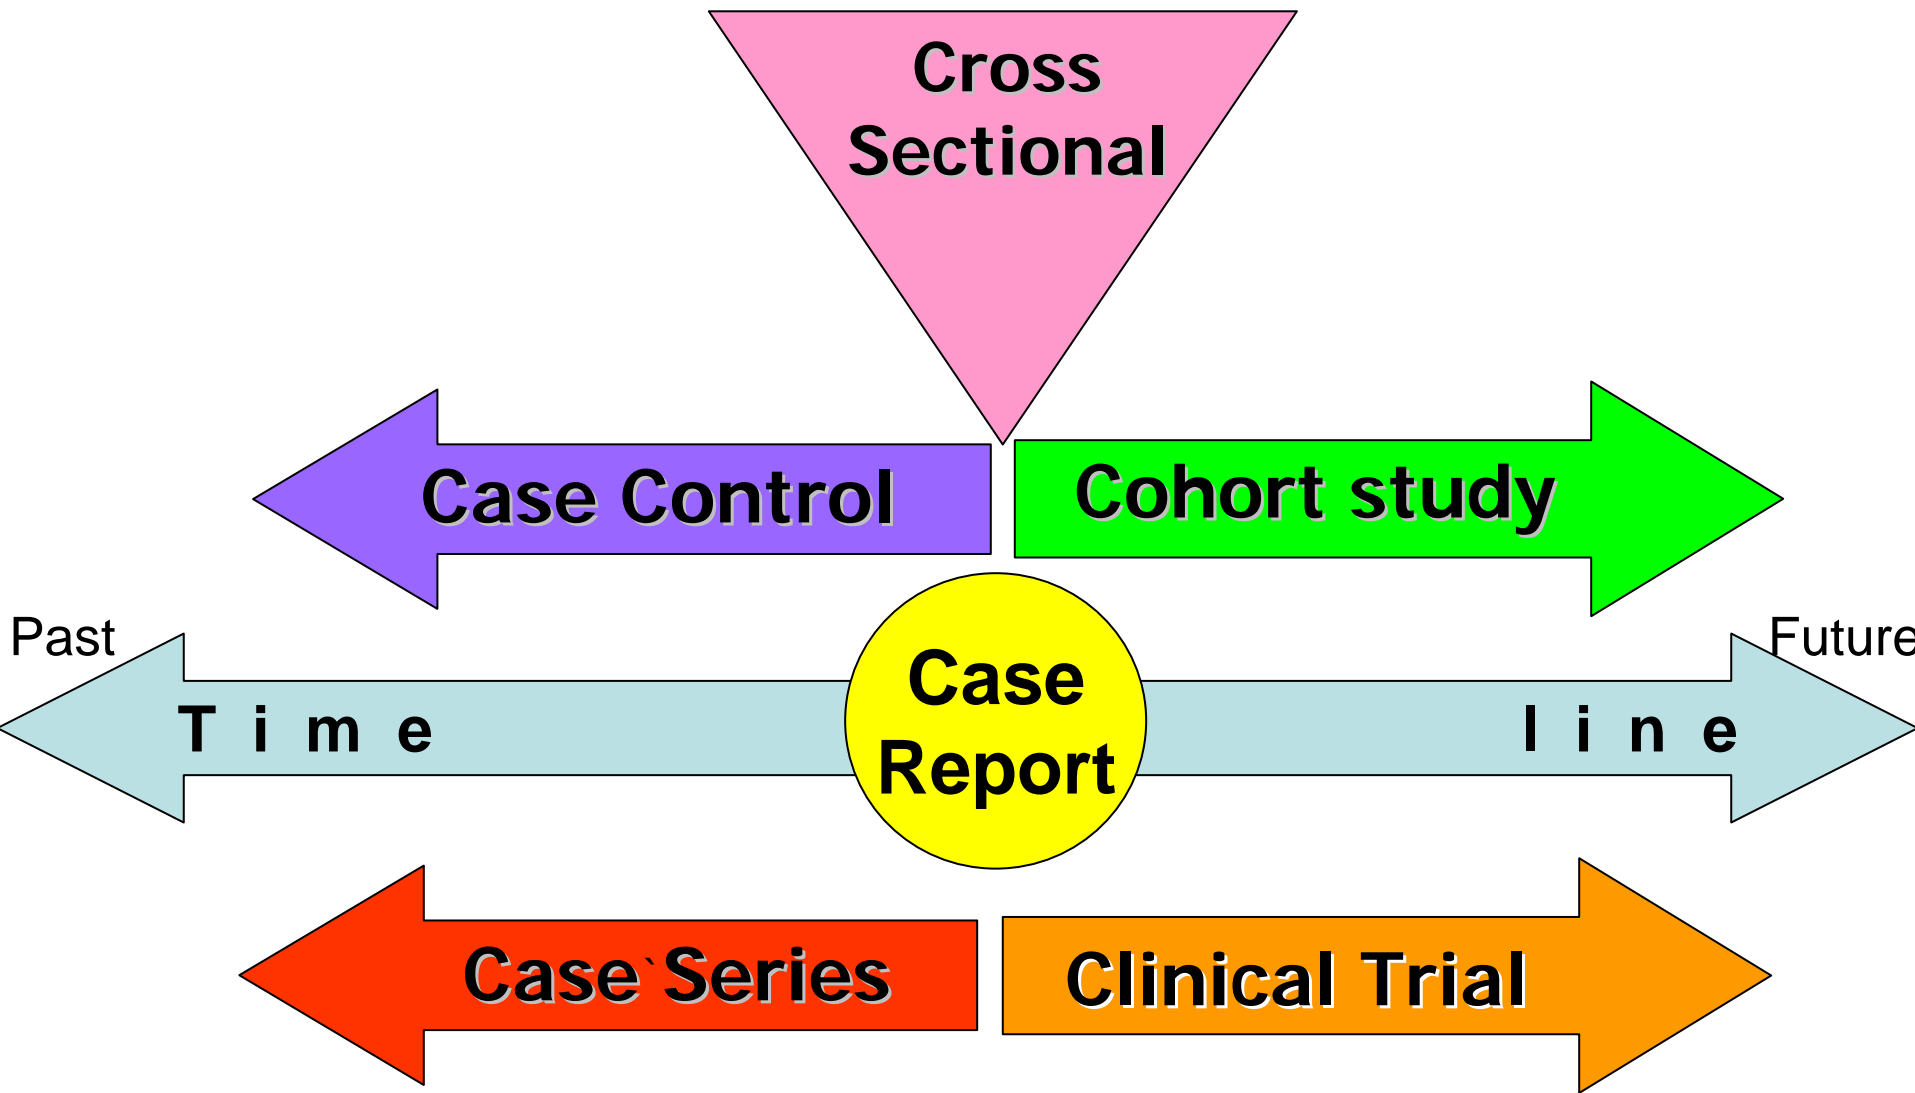 Cross
Sectional
Case Control
Cohort study
Past
Future
Case
Report
T i m e
l i n e
Case`Series
Clinical Trial